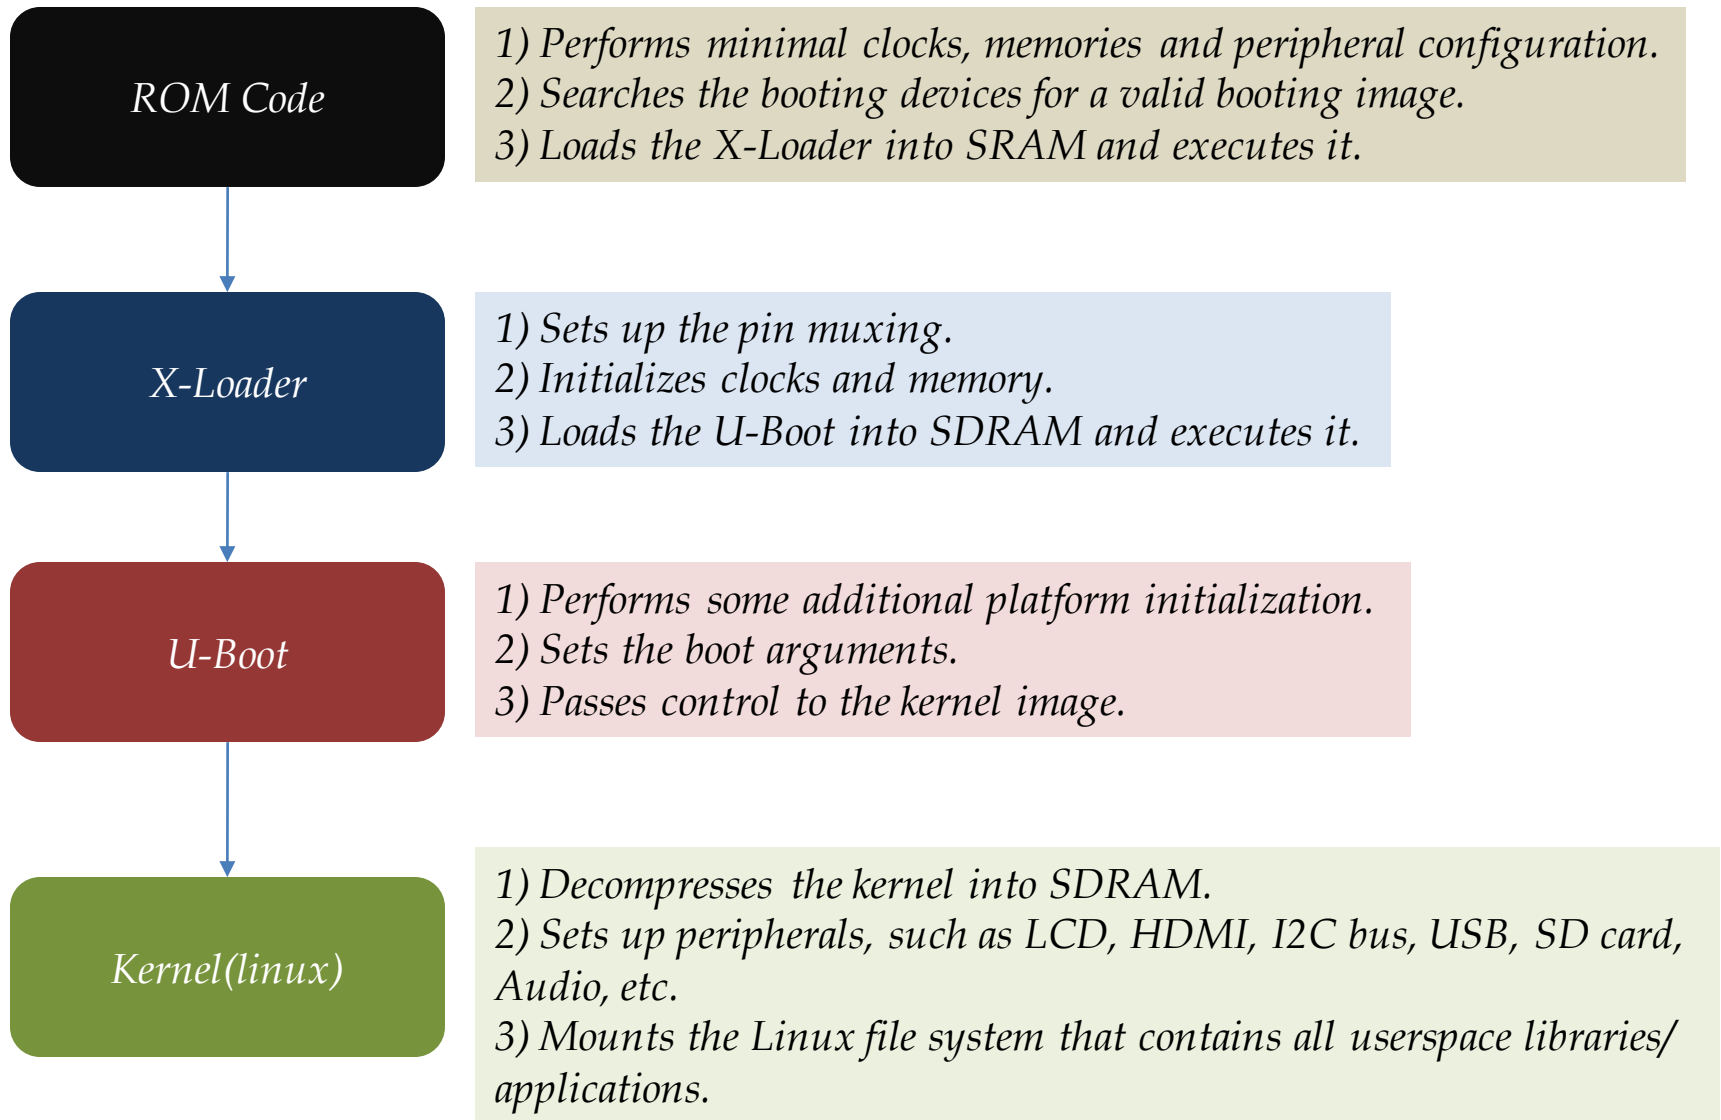 ROM Code
1) Performs minimal clocks, memories and peripheral configuration.
2) Searches the booting devices for a valid booting image.
3) Loads the X-Loader into SRAM and executes it.
X-Loader
1) Sets up the pin muxing.
2) Initializes clocks and memory.
3) Loads the U-Boot into SDRAM and executes it.
U-Boot
1) Performs some additional platform initialization.
2) Sets the boot arguments.
3) Passes control to the kernel image.
Kernel(linux)
1) Decompresses the kernel into SDRAM.
2) Sets up peripherals, such as LCD, HDMI, I2C bus, USB, SD card,
Audio, etc.
3) Mounts the Linux file system that contains all userspace libraries/
applications.